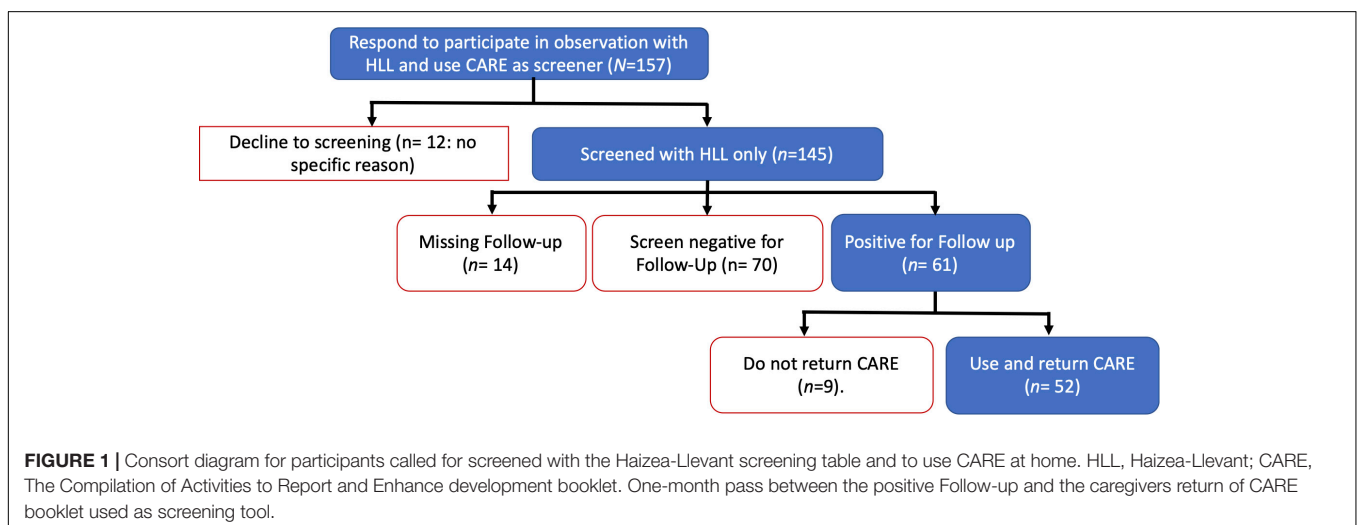 Respond to participate in observation with
HLL and use CARE as screener (N=157)
Decline to screening (n= 12: no
specific reason)
Screened with HLL only (n=145)
Missing Follow-up
(n= 14)
Screen negative for
Follow-Up (n= 70)
Positive for Follow up
(n= 61)
Do not return CARE
(n=9).
Use and return CARE
(n= 52)
FIGURE 1 | Consort diagram for participants called for screened with the Haizea-Llevant screening table and to use CARE at home. HLL, Haizea-Llevant; CARE,
The Compilation of Activities to Report and Enhance development booklet. One-month pass between the positive Follow-up and the caregivers return of CARE
booklet used as screening tool.